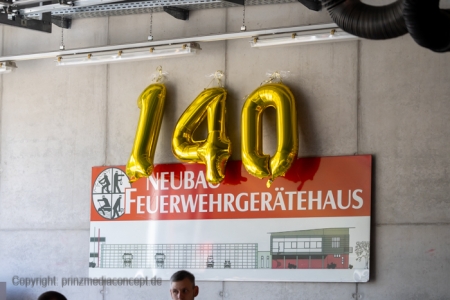 140
NEUBAU
FEUERWEHRGERÄTEHAUS
Copyright: prinzmediaconcept.de